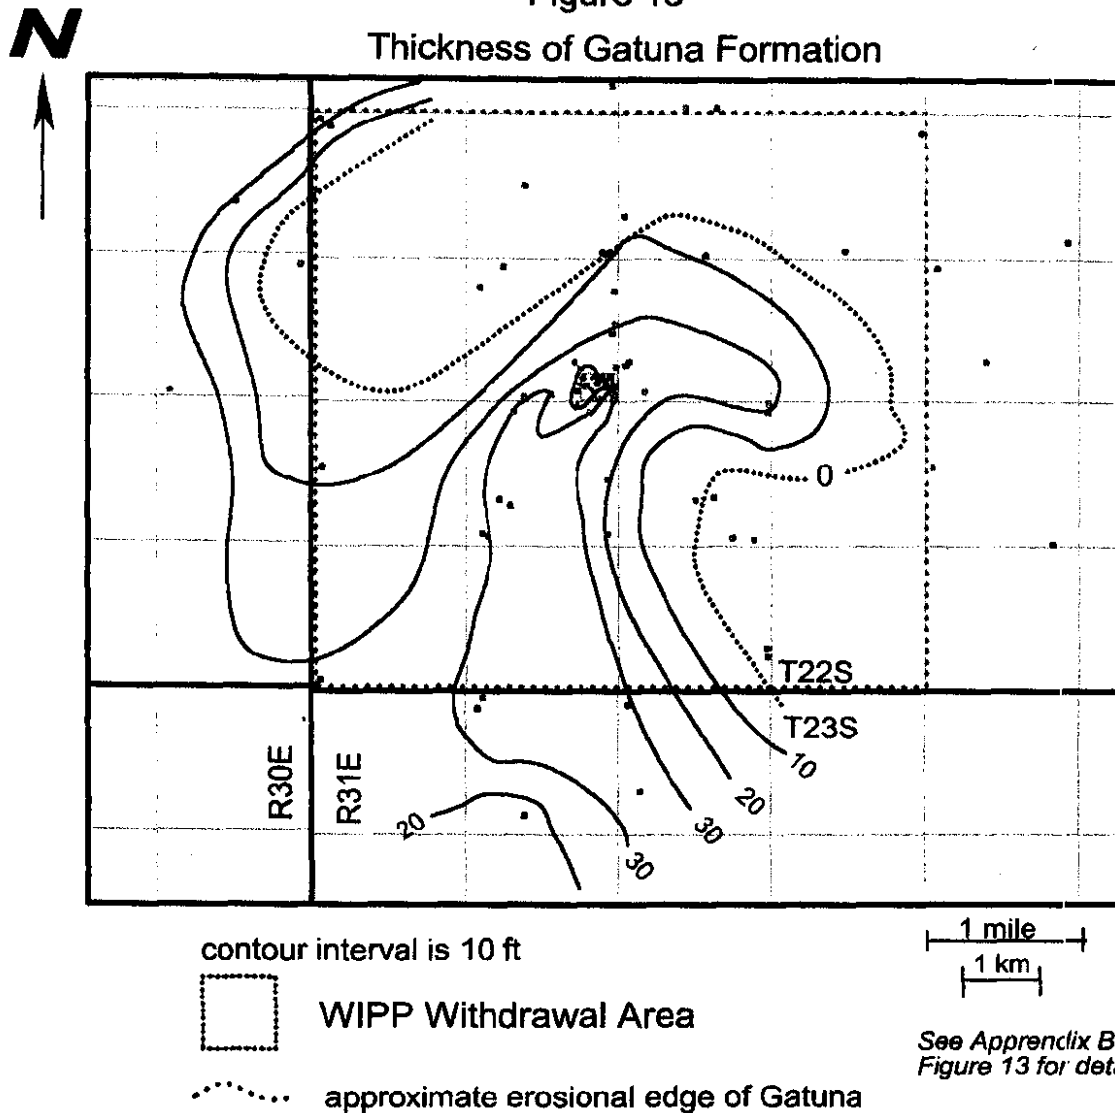 N
Thickness of Gatuna Formation
0
T22S
T23S
R30E
R31E
10
20
30
20
30
contour interval is 10 ft
1 mile
1 km
WIPP Withdrawal Area
See Apprendix B
Figure 13 for
approximate erosional edge of Gatuna